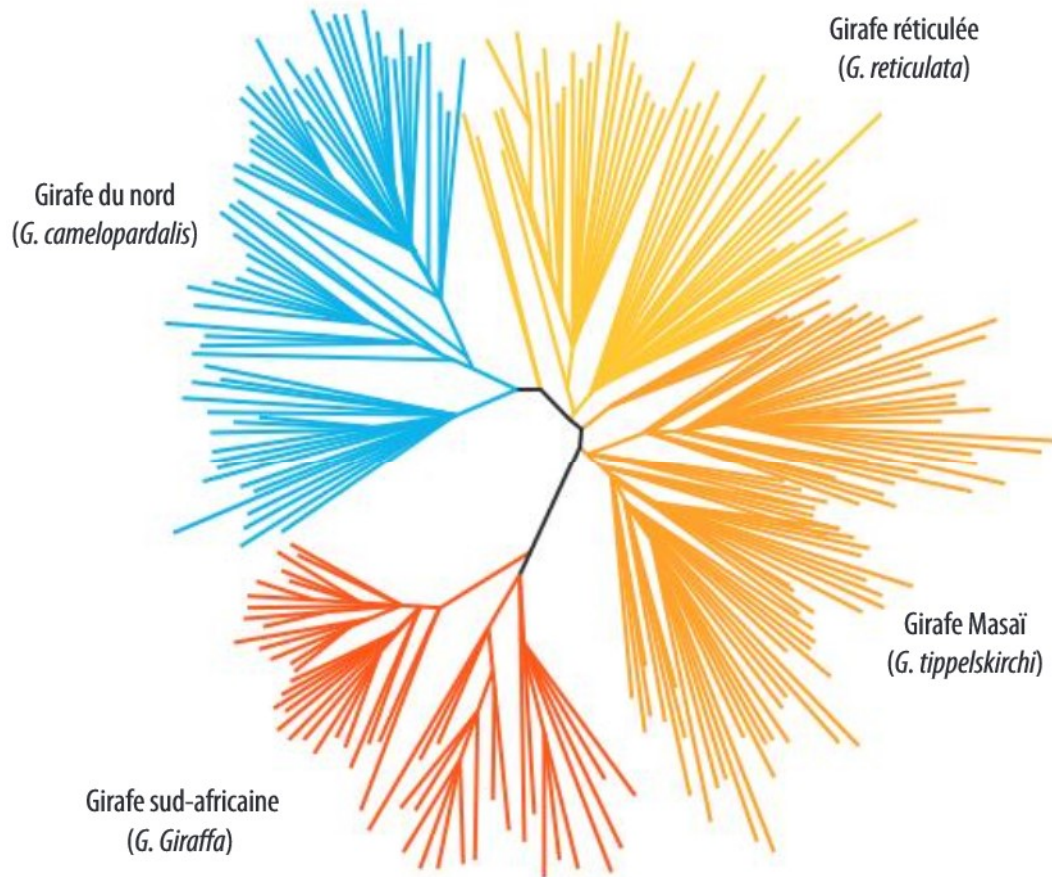 Girafe réticulée
(G. reticulata)
Girafe du nord
(G. camelopardalis)
Girafe Masaï
(G. tippelskirchi)
Girafe sud-africaine
(G. Giraffa)